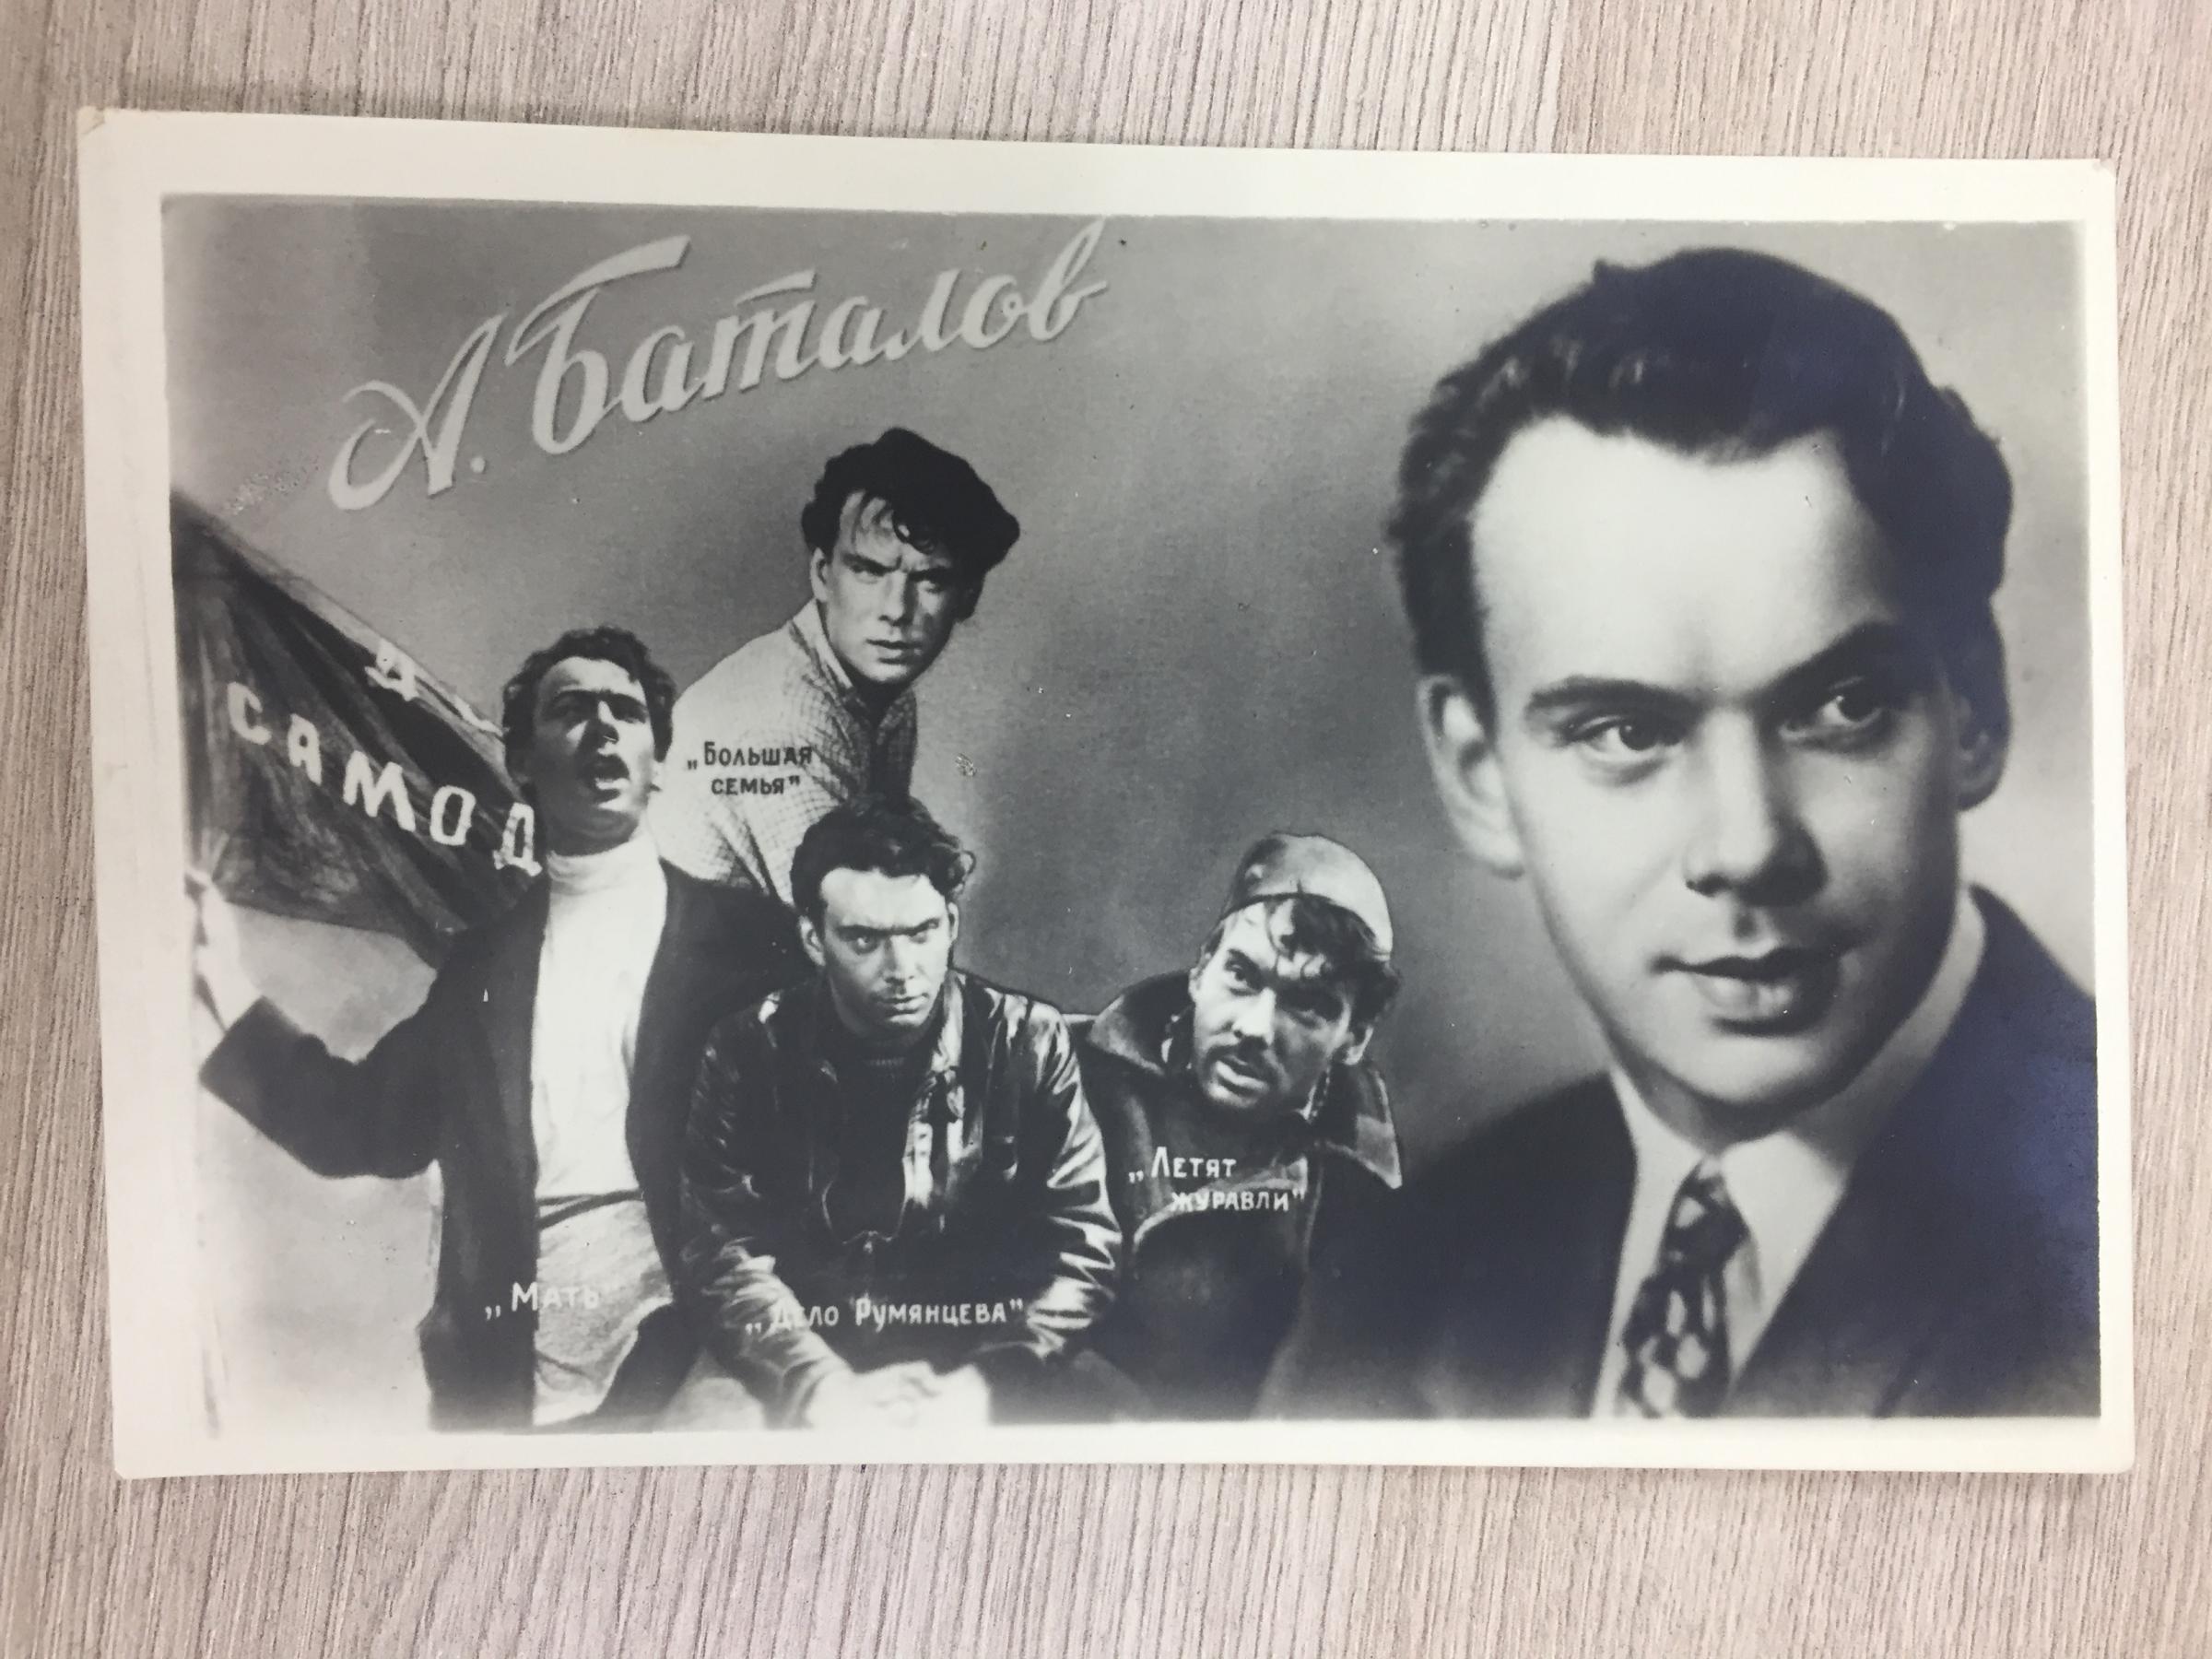 А. Баталов
Д
САМОД
„Большая
семья”
„Летят
журавли”
„Мать
„Дело Румянцева”